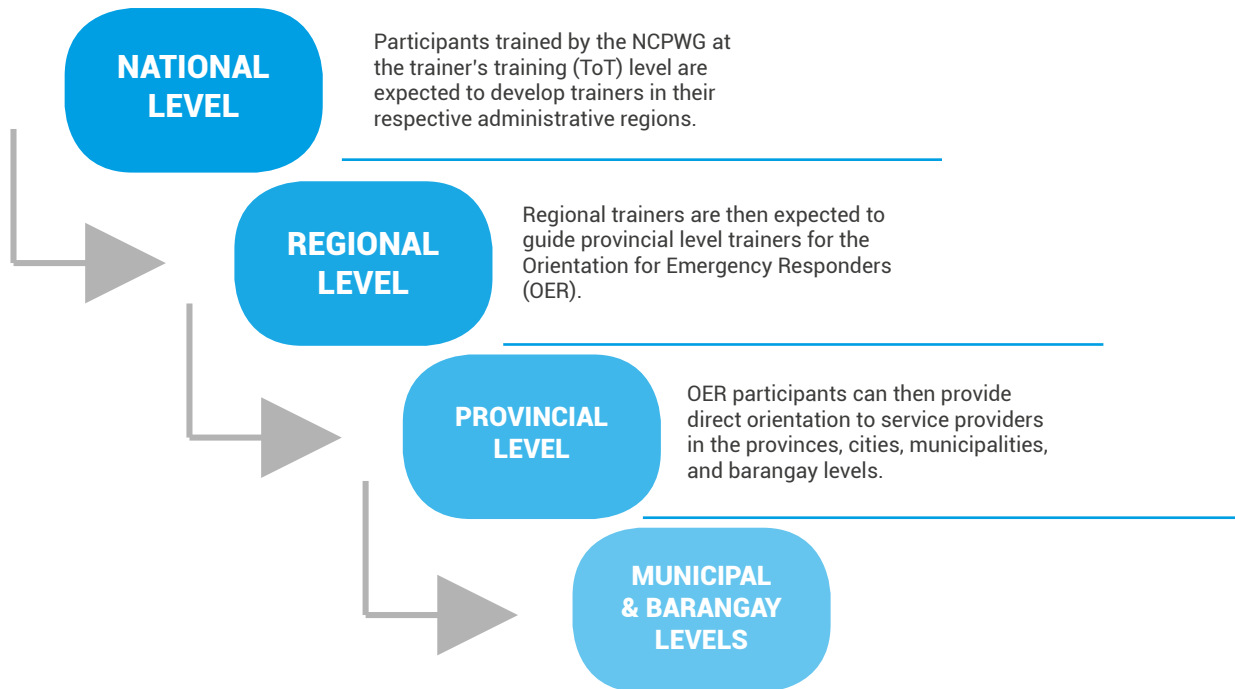 NATIONAL
LEVEL
Participants trained by the NCPWG at
the trainer's training (ToT) level are
expected to develop trainers in their
respective administrative regions.
REGIONAL
LEVEL
Regional trainers are then expected to
guide provincial level trainers for the
Orientation for Emergency Responders
(OER).
PROVINCIAL
LEVEL
OER participants can then provide
direct orientation to service providers
in the provinces, cities, municipalities,
and barangay levels.
MUNICIPAL
& BARANGAY
LEVELS